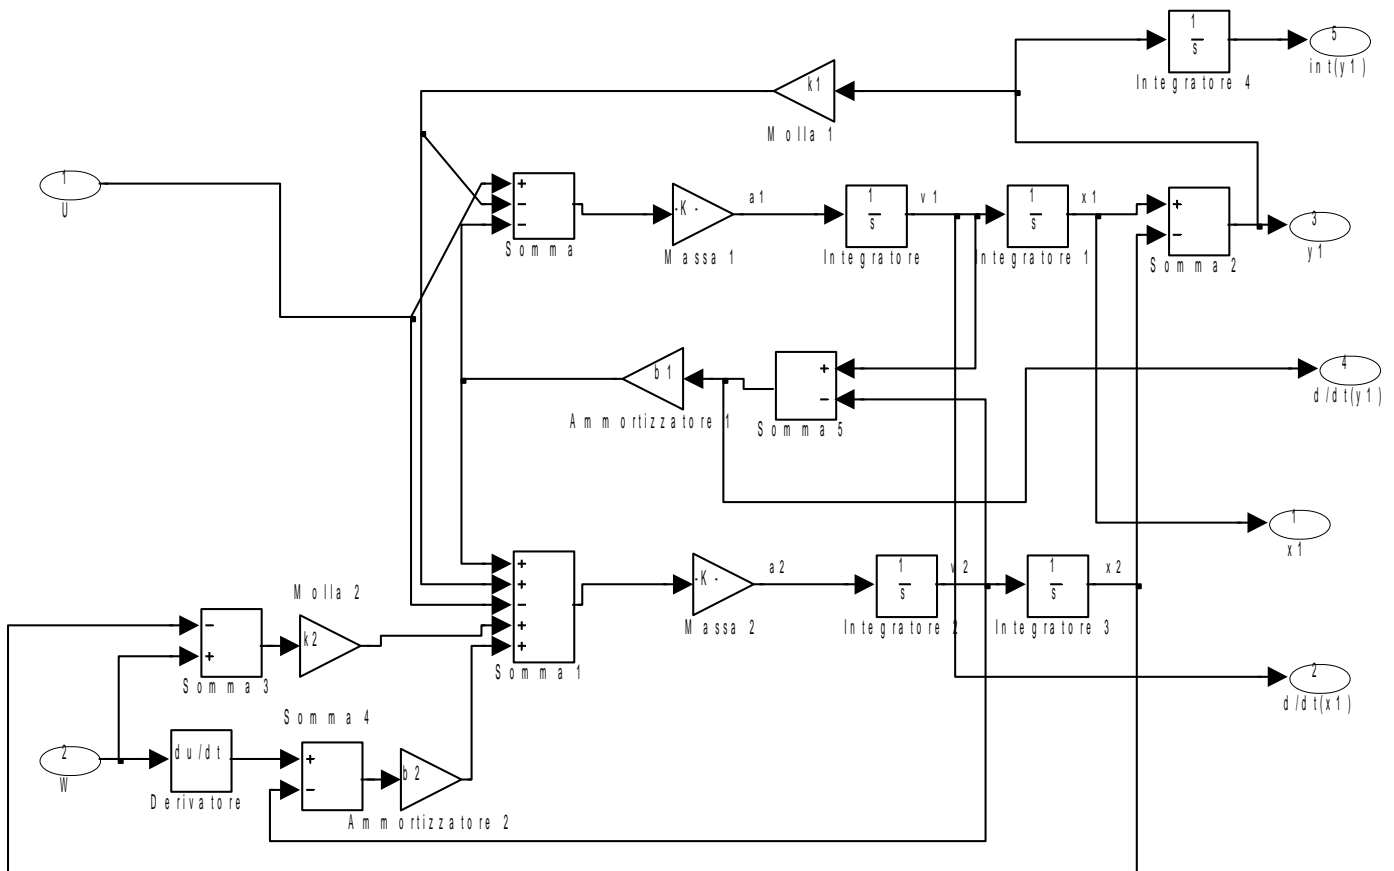 1
s
5
int(y1)
Integratore 4
k1
Molla 1
1
U
+
−
−
Somma
-K-
Massa 1
a1
1
s
Integratore
v1
1
s
Integratore 1
x1
+
−
Somma 2
3
y1
b1
Ammortizzatore 1
+
−
Somma 5
4
d/dt(y1)
1
x1
+
+
−
+
+
Somma 1
-K-
Massa 2
a2
1
s
Integratore 2
v2
1
s
Integratore 3
x2
Molla 2
k2
−
+
Somma 3
2
d/dt(x1)
Somma 4
2
W
du/dt
Derivatore
+
−
b2
Ammortizzatore 2